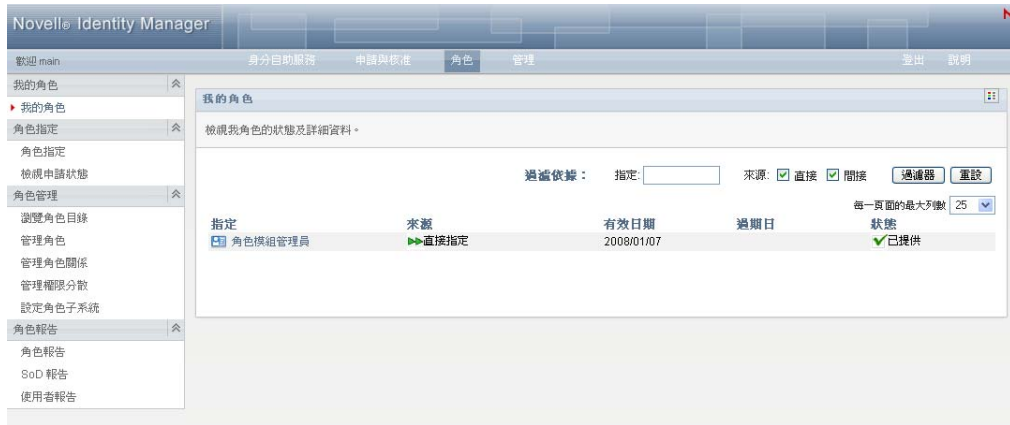 Novell® Identity Manager
歡迎 main
身分自助服務 申請與核准 角色 管理 登出 說明
我的角色
我的角色
角色指定
角色指定
檢視申請狀態
角色管理
瀏覽角色目錄
管理角色
管理角色關係
管理權限分散
設定角色子系統
角色報告
角色報告
SoD 報告
使用者報告
我的角色
檢視我角色的狀態及詳細資料。
過濾依據： 指定: 來源: 直接 間接 過濾器 重設
每一頁面的最大列數 25
指定 來源 有效日期 過期日 狀態
角色模組管理員 直接指定 2008/01/07 已提供